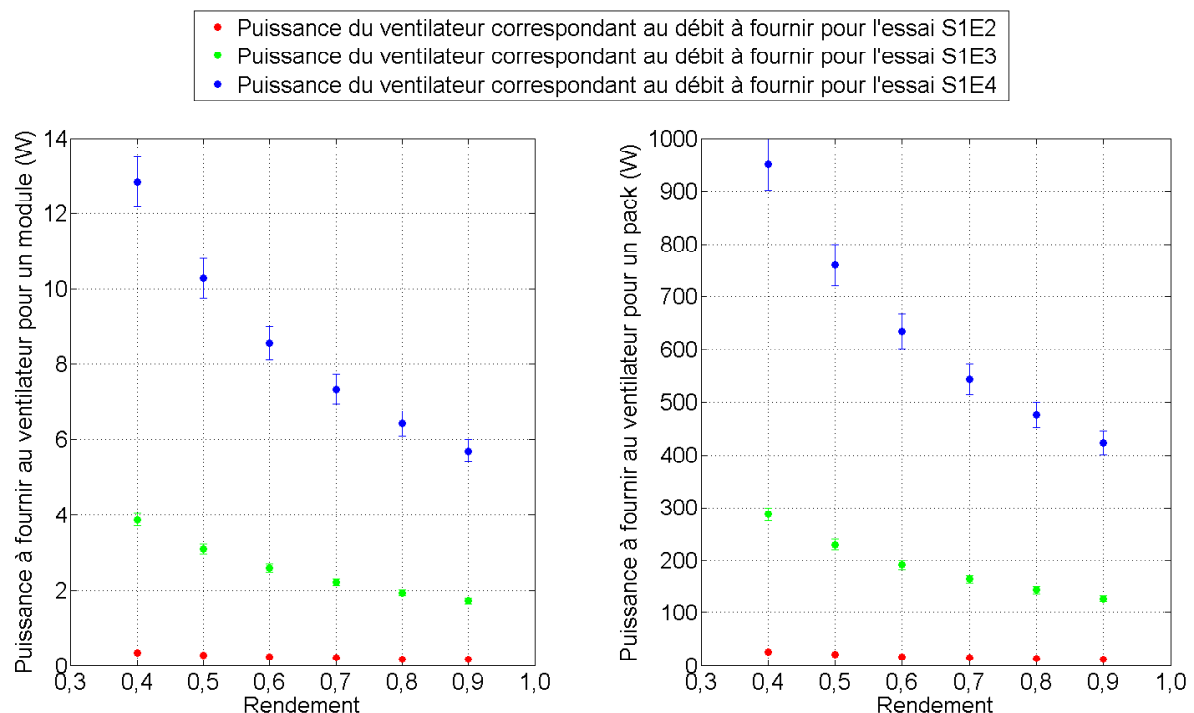 Puissance du ventilateur correspondant au débit à fournir pour l'essai S1E2
Puissance du ventilateur correspondant au débit à fournir pour l'essai S1E3
Puissance du ventilateur correspondant au débit à fournir pour l'essai S1E4
Puissance à fournir au ventilateur pour un module (W)
14
12
10
8
6
4
2
0
0,3 0,4 0,5 0,6 0,7 0,8 0,9 1,0
Rendement
Puissance à fournir au ventilateur pour un pack (W)
1000
900
800
700
600
500
400
300
200
100
0
0,3 0,4 0,5 0,6 0,7 0,8 0,9 1,0
Rendement